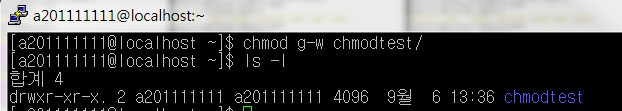 a201111111@localhost:~
[a201111111@localhost ~]$ chmod g-w chmodtest/
[a201111111@localhost ~]$ ls -l
합계 4
drwxr-xr-x. 2 a201111111 a201111111 4096  9월  6 13:36 chmodtest